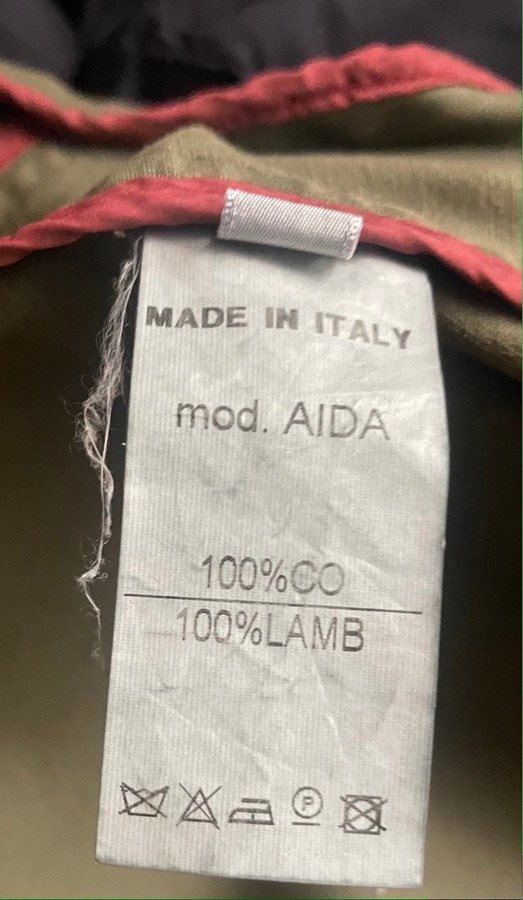 MADE IN ITALY
mod. AIDA
100%CO
100%LAMB
P